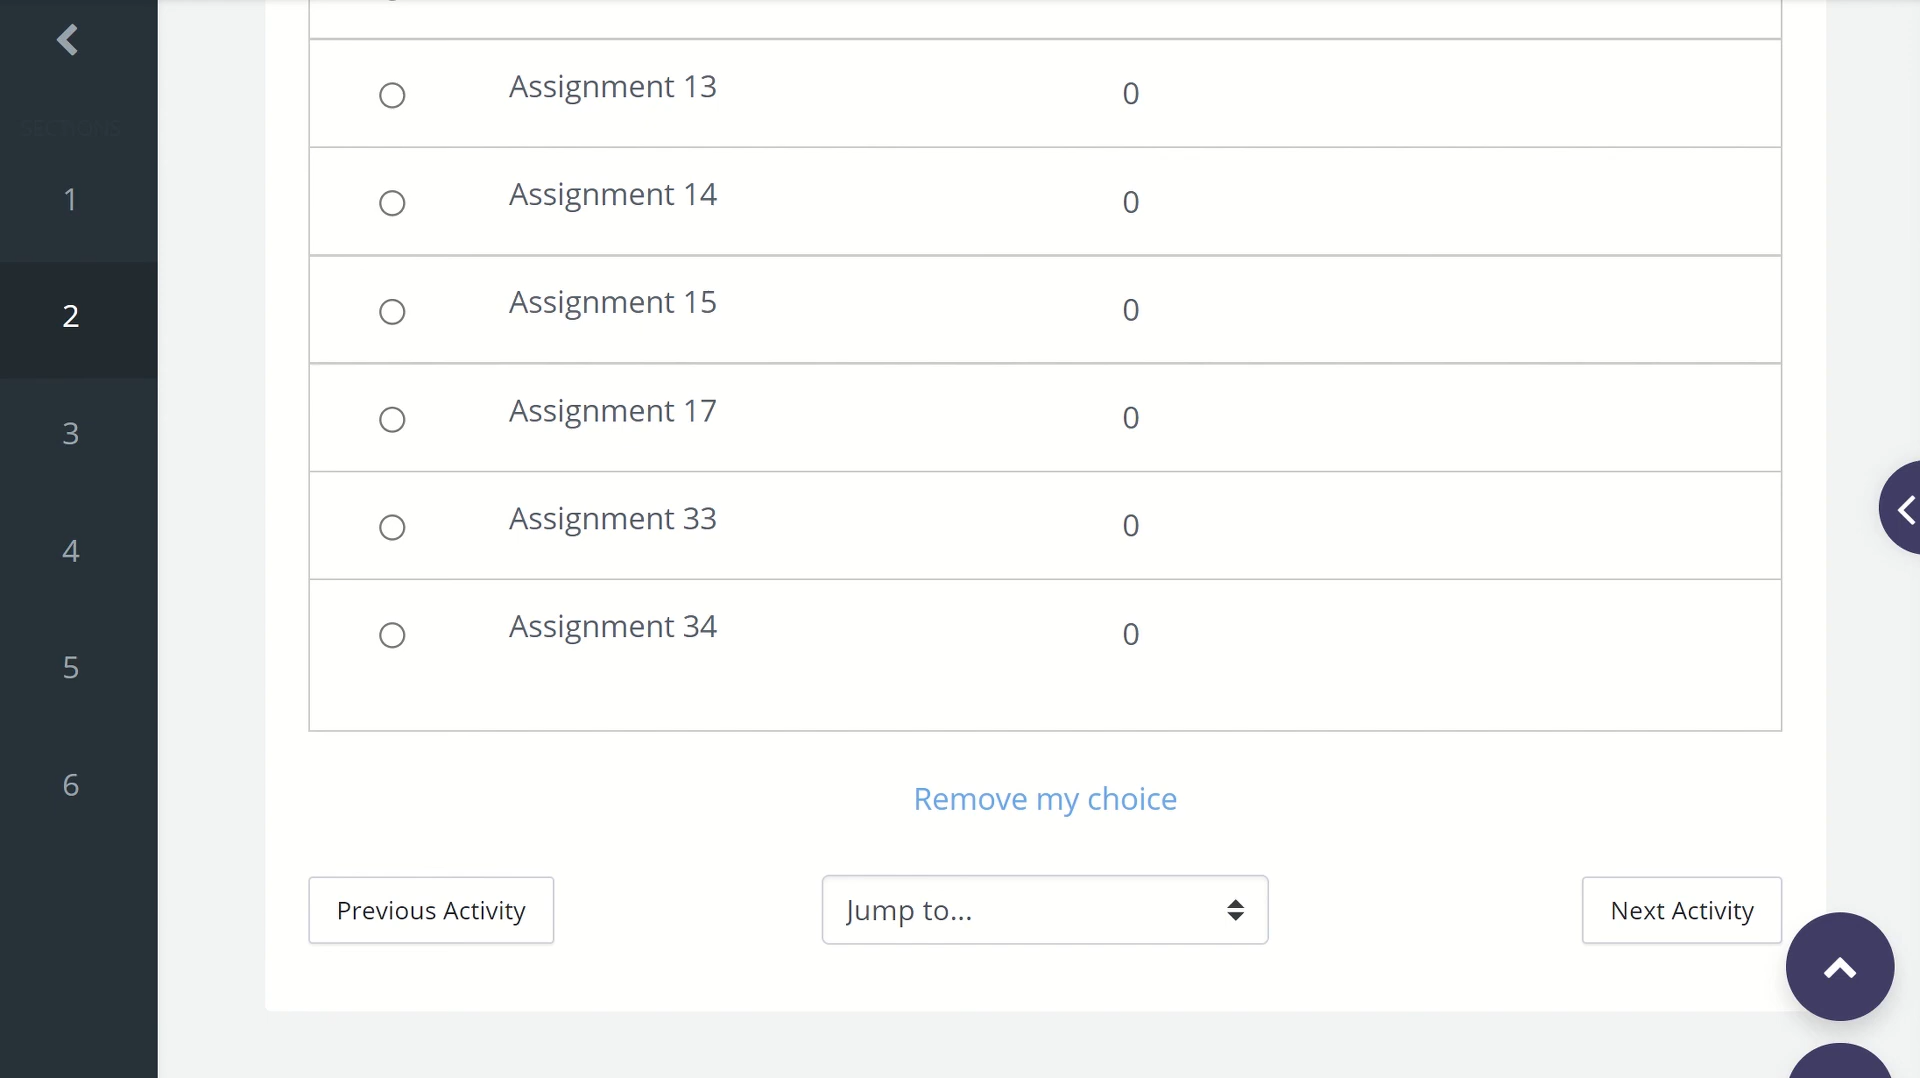 SECTIONS
1
2
3
4
5
6
Assignment 13 0
Assignment 14 0
Assignment 15 0
Assignment 17 0
Assignment 33 0
Assignment 34 0
Remove my choice
Previous Activity
Jump to...
Next Activity